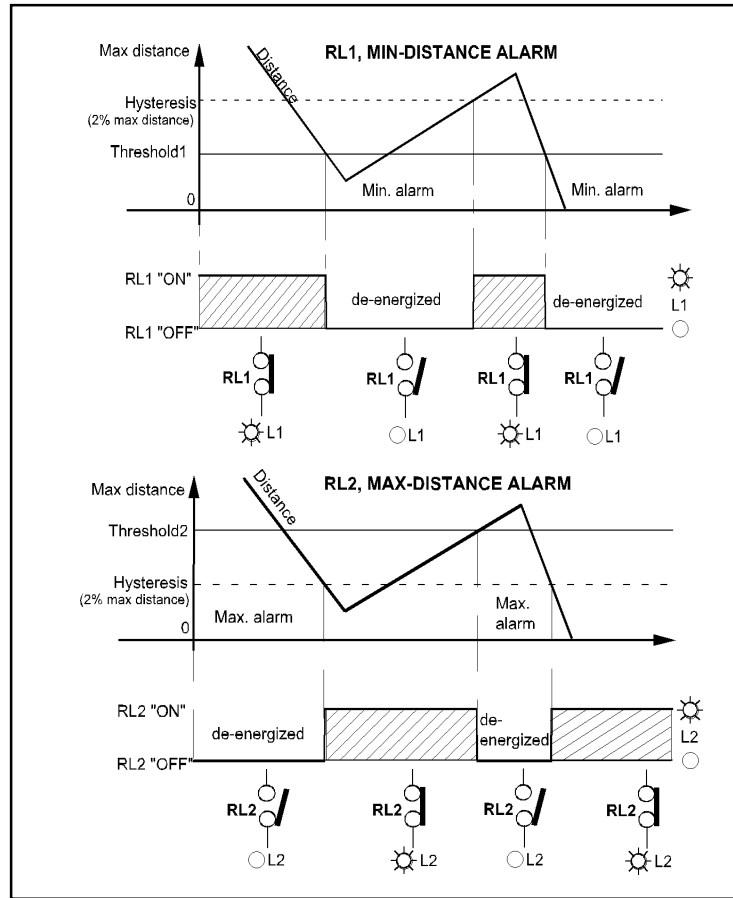 RL1, MIN-DISTANCE ALARM
Max distance
Distance
Hysteresis
(2% max distance)
Threshold1
Min. alarm
Min. alarm
0
RL1 "ON"
de-energized
de-energized
L1
RL1 "OFF"
RL1
RL1
RL1
RL1
L1
L1
L1
L1
RL2, MAX-DISTANCE ALARM
Max distance
Distance
Threshold2
Hysteresis
(2% max distance)
Max. alarm
Max.
alarm
0
RL2 "ON"
de-energized
de-
energized
L2
RL2 "OFF"
RL2
RL2
RL2
RL2
L2
L2
L2
L2